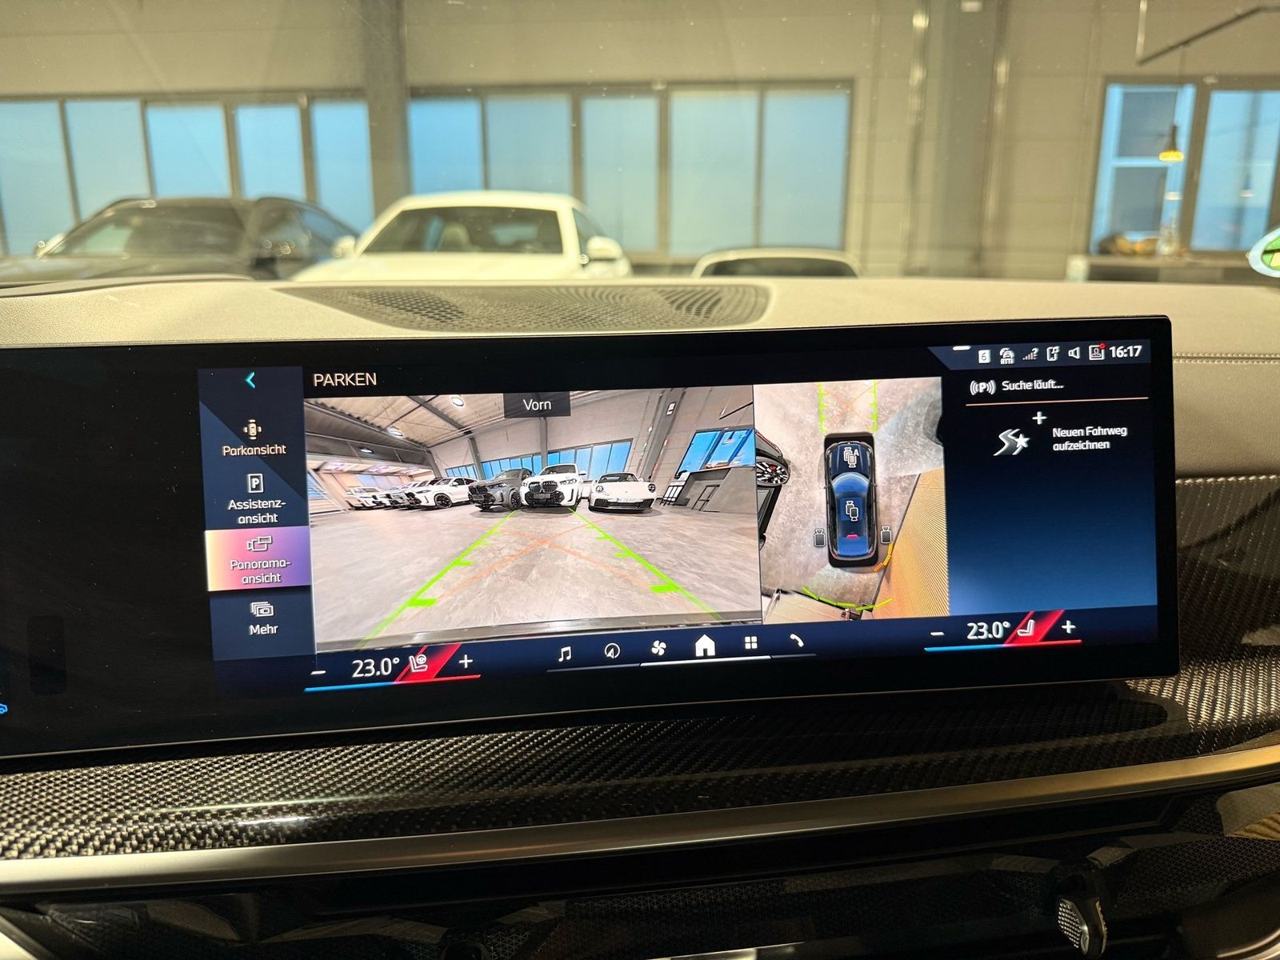 PARKEN
Vorn
Parkansicht
P
Assistenz-
ansicht
Panorama-
ansicht
Mehr
6
16:17
(P) Suche läuft...
+
Neuen Fahrweg
aufzeichnen
A
− 23.0° +
− 23.0° +